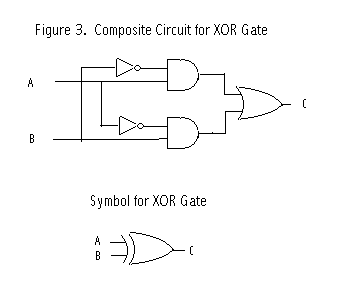 Figure 3. Composite Circuit for XOR Gate
A
C
B
Symbol for XOR Gate
A
B
C